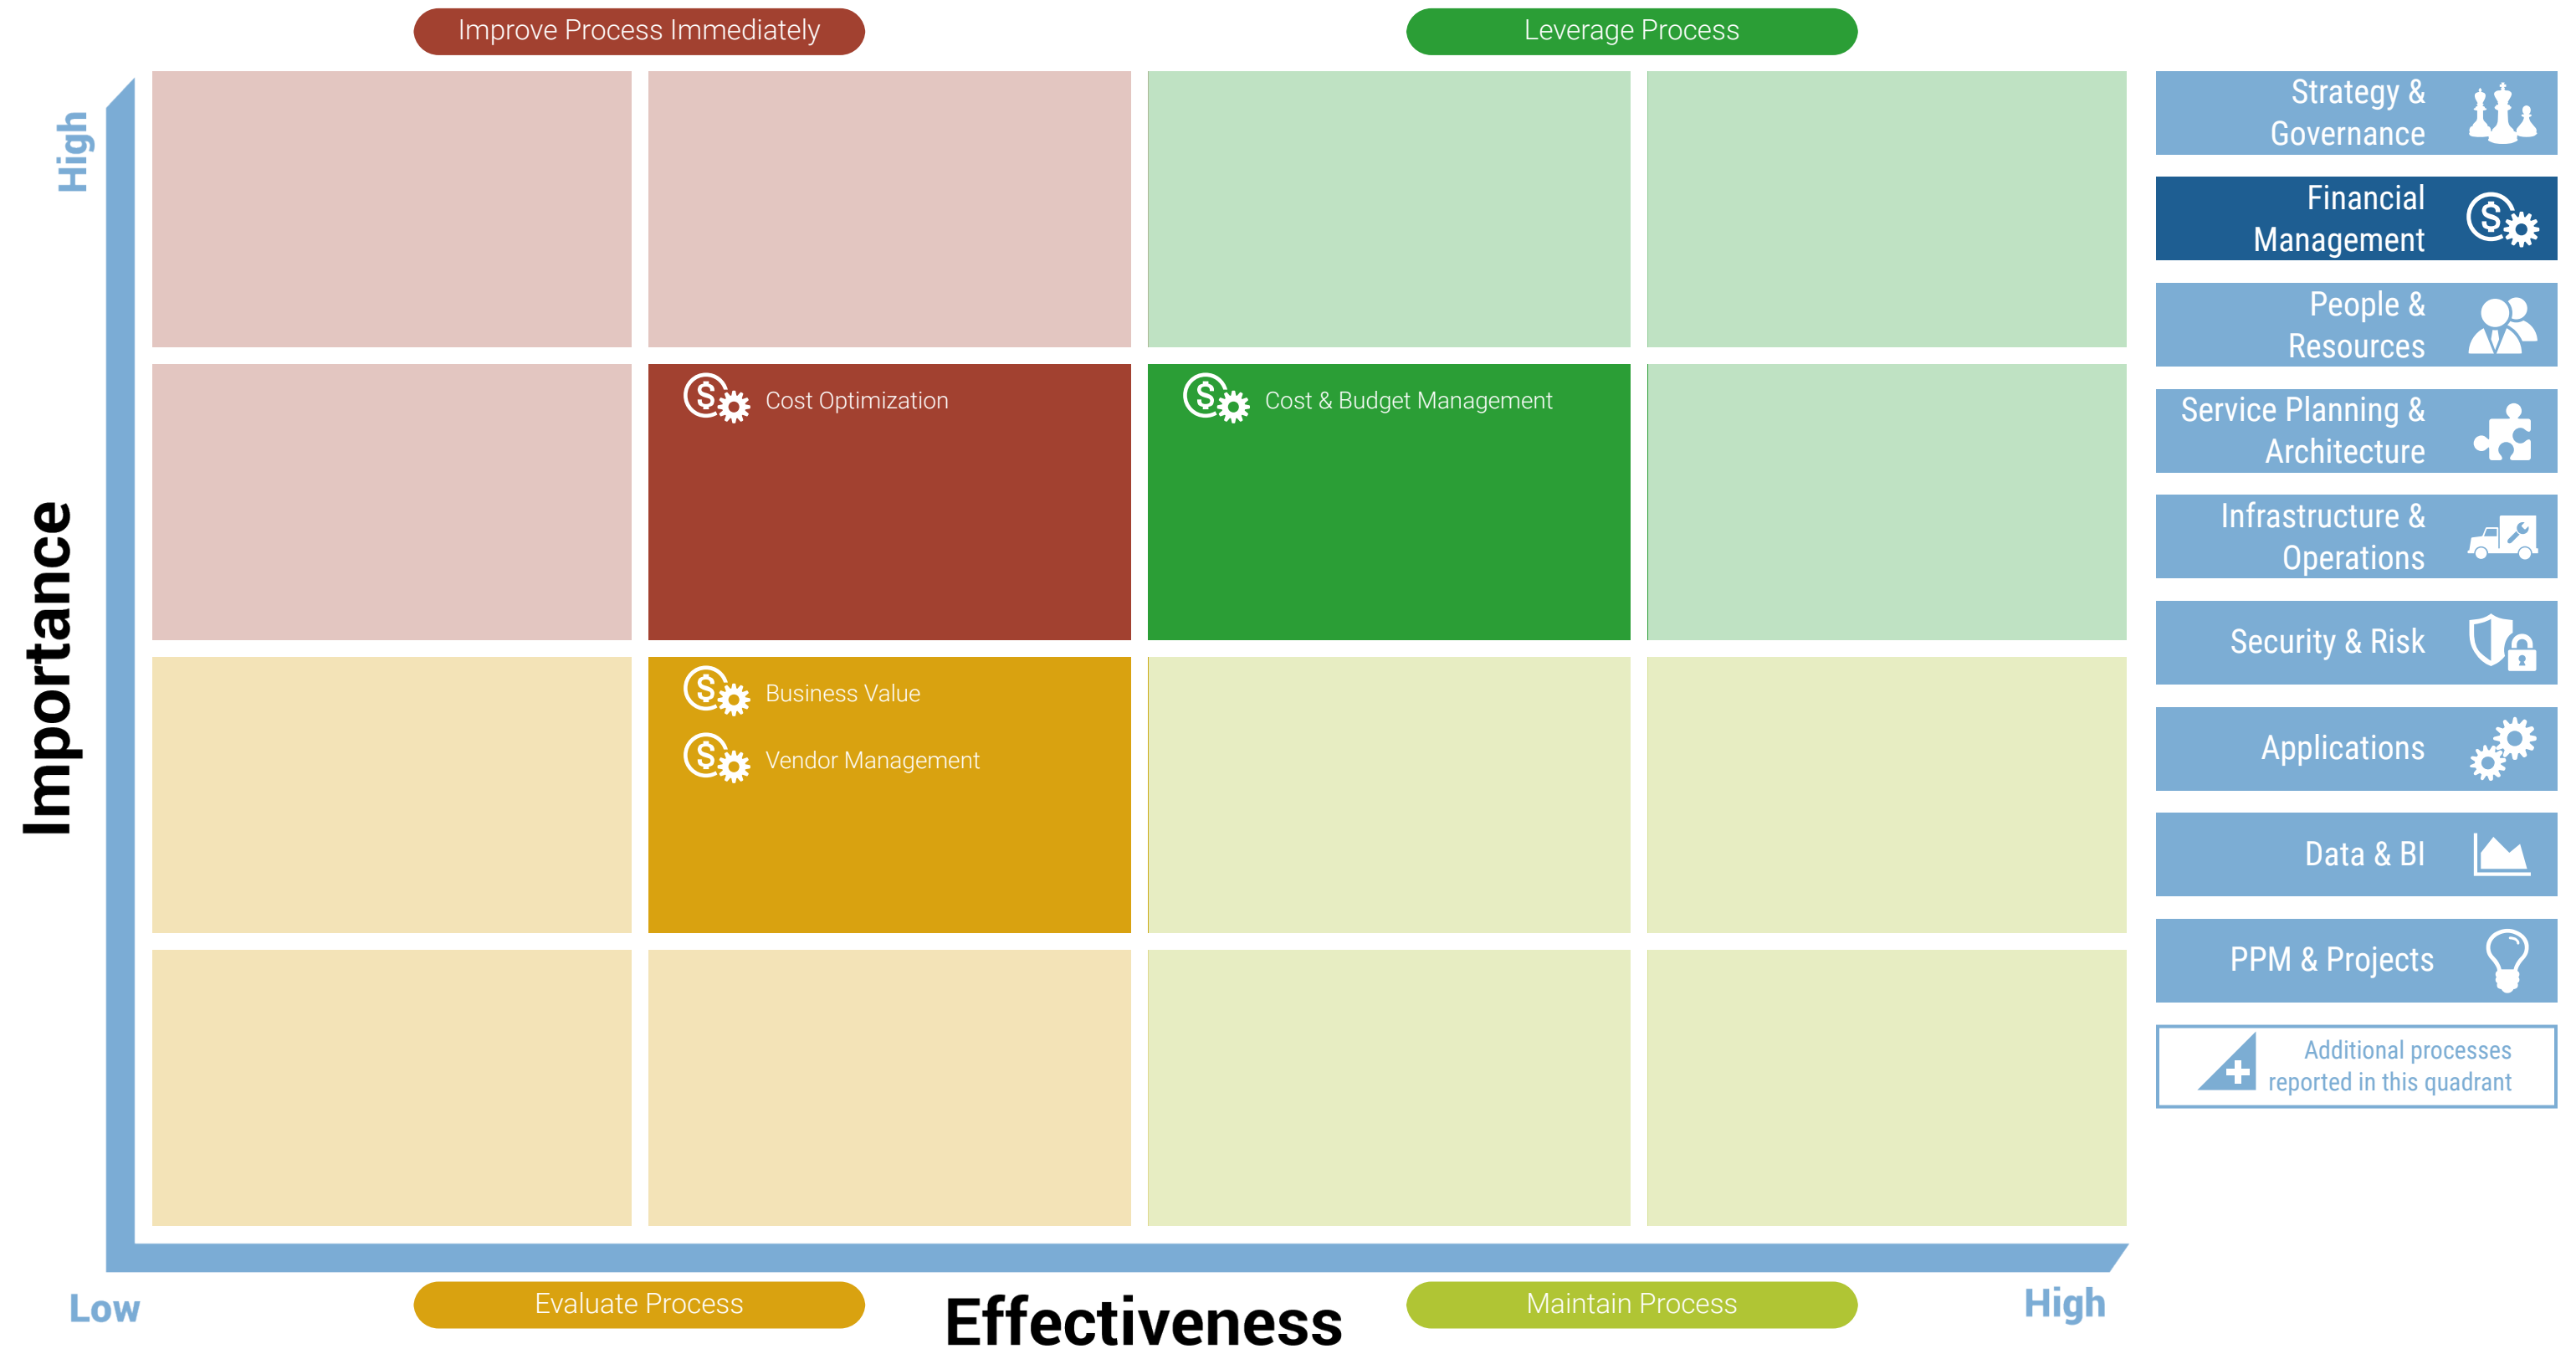 Improve Process Immediately
Leverage Process
High
Importance
Cost Optimization
Cost & Budget Management
Business Value
Vendor Management
Low
Evaluate Process
Effectiveness
Maintain Process
High
Strategy &
Governance
Financial
Management
People &
Resources
Service Planning &
Architecture
Infrastructure &
Operations
Security & Risk
Applications
Data & BI
PPM & Projects
Additional processes
reported in this quadrant